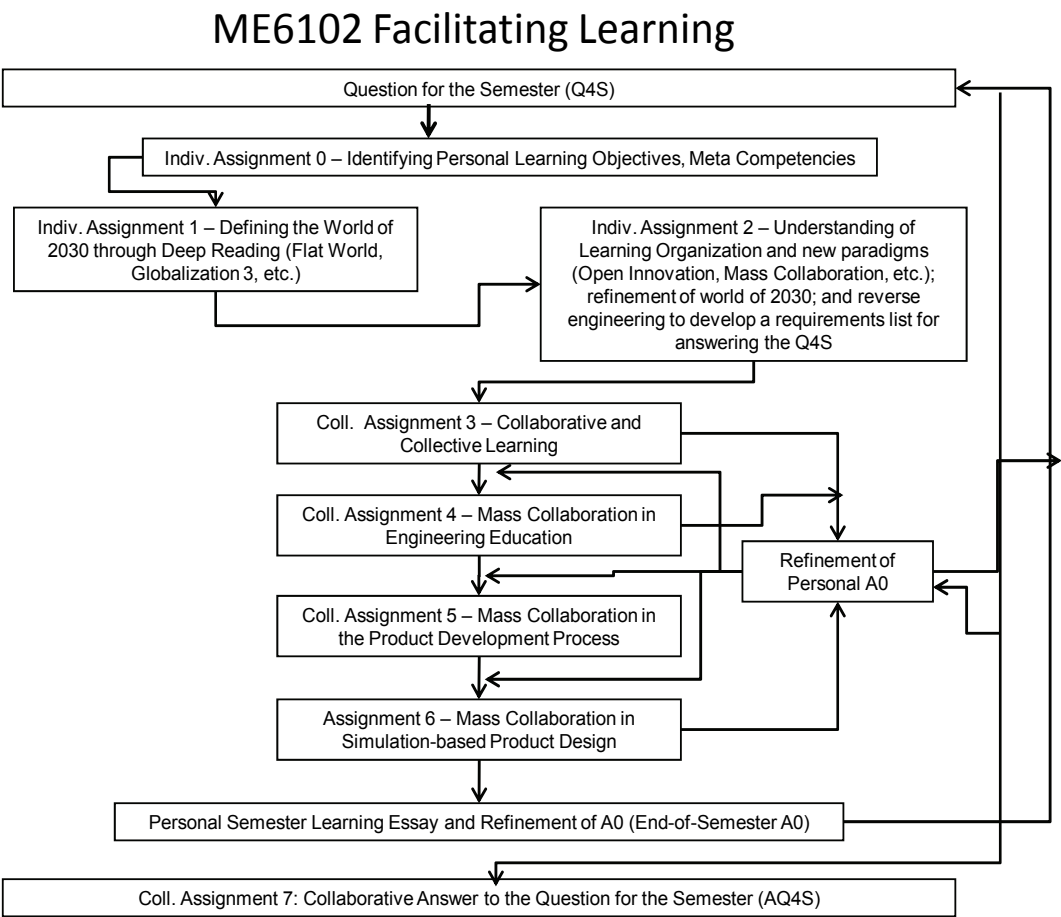 ME6102 Facilitating Learning
Question for the Semester (Q4S)
Indiv. Assignment 0 – Identifying Personal Learning Objectives, Meta Competencies
Indiv. Assignment 1 – Defining the World of
2030 through Deep Reading (Flat World,
Globalization 3, etc.)
Indiv. Assignment 2 – Understanding of
Learning Organization and new paradigms
(Open Innovation, Mass Collaboration, etc.);
refinement of world of 2030; and reverse
engineering to develop a requirements list for
answering the Q4S
Coll. Assignment 3 – Collaborative and
Collective Learning
Coll. Assignment 4 – Mass Collaboration in
Engineering Education
Refinement of
Personal A0
Coll. Assignment 5 – Mass Collaboration in
the Product Development Process
Assignment 6 – Mass Collaboration in
Simulation-based Product Design
Personal Semester Learning Essay and Refinement of A0 (End-of-Semester A0)
Coll. Assignment 7: Collaborative Answer to the Question for the Semester (AQ4S)